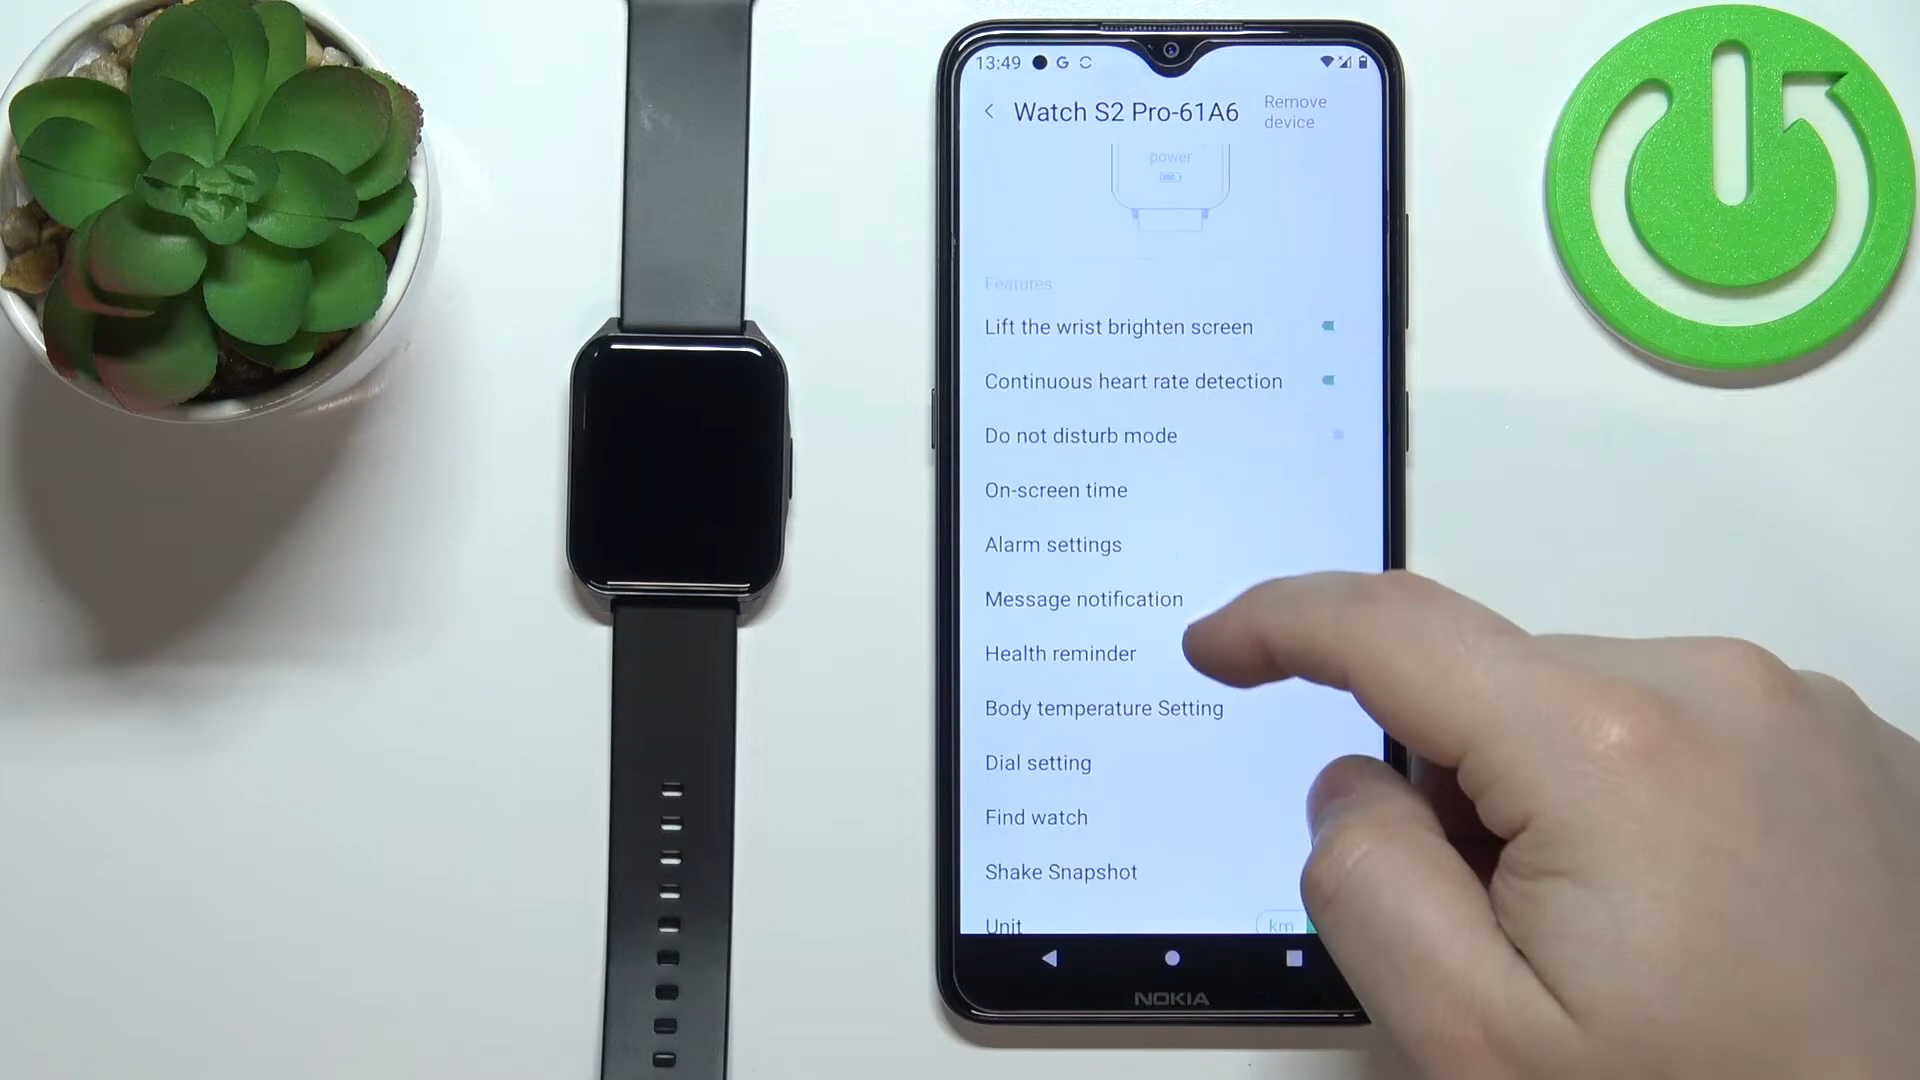 13:49 G C
Watch S2 Pro-61A6
Remove
device
power
Features
Lift the wrist brighten screen
Continuous heart rate detection
Do not disturb mode
On-screen time
Alarm settings
Message notification
Health reminder
Body temperature Setting
Dial setting
Find watch
Shake Snapshot
Unit km
NOKIA